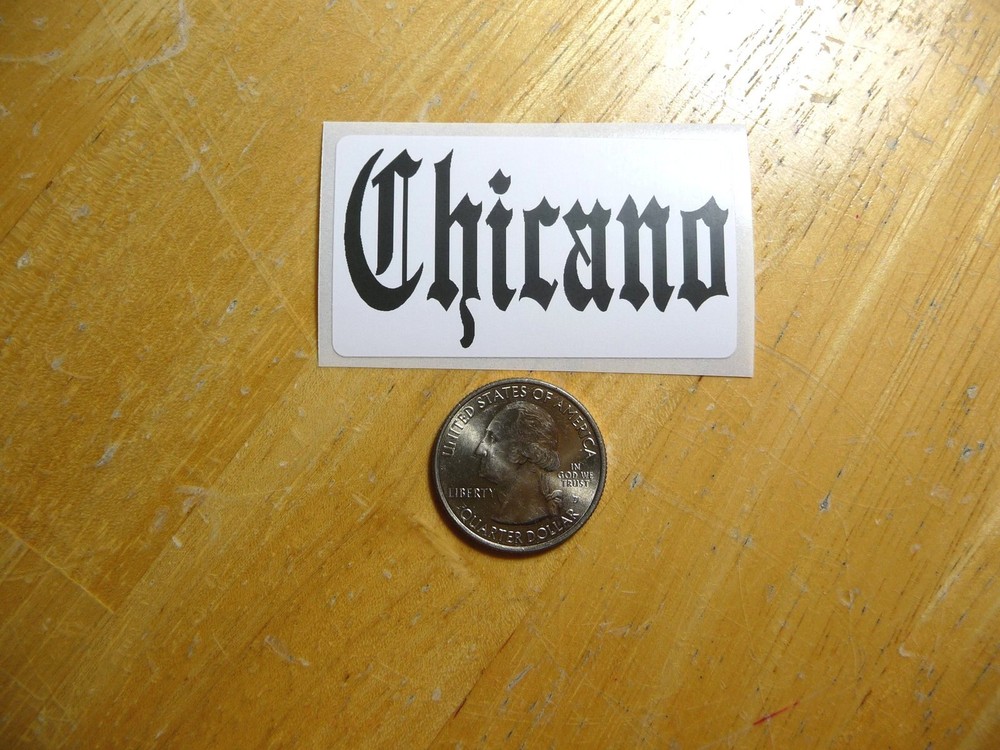 Chicano
UNITED STATES OF AMERICA
LIBERTY
IN
GOD WE
TRUST
QUARTER DOLLAR